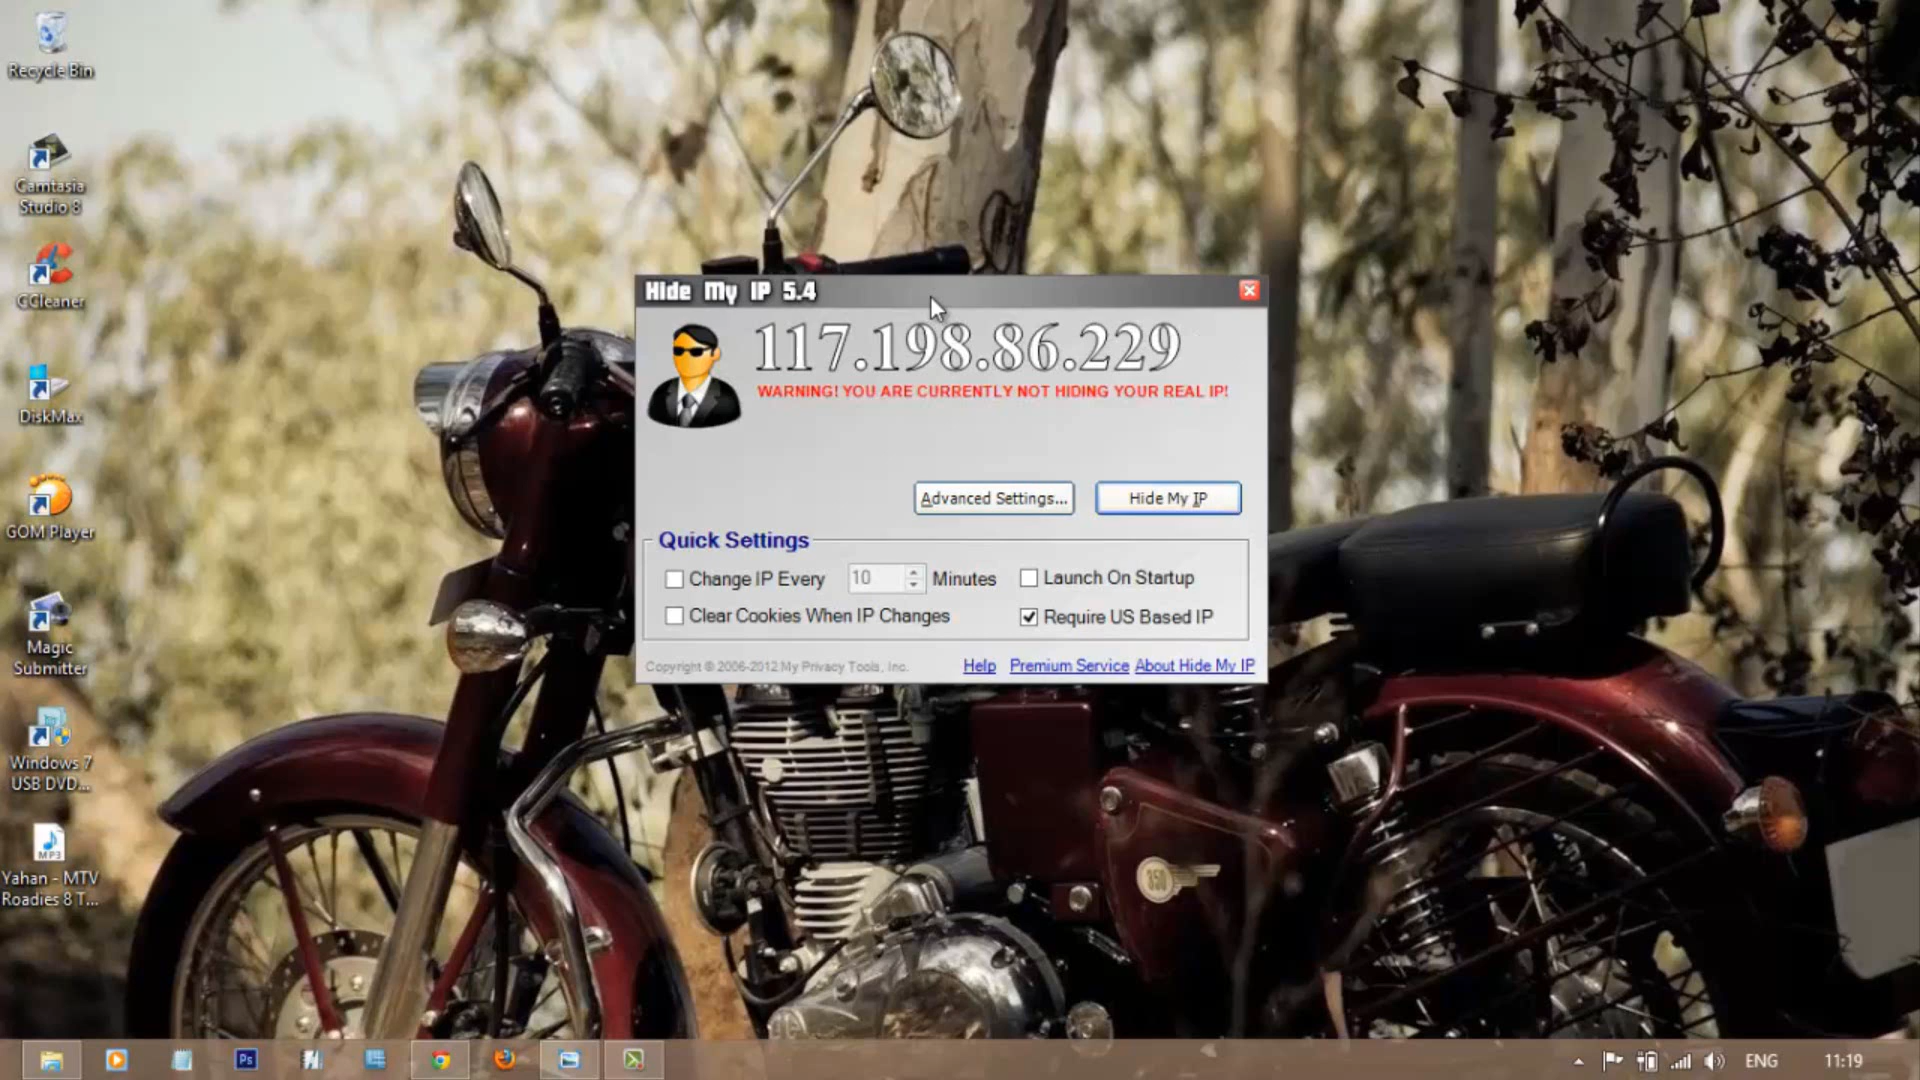 Recycle Bin
Camtasia
Studio 8
CCleaner
DiskMax
GOM Player
Magic
Submitter
Windows 7
USB DVD...
MP3
Yahan - MTV
Roadies 8 T...
Hide My IP 5.4
117.198.86.229
WARNING! YOU ARE CURRENTLY NOT HIDING YOUR REAL IP!
Advanced Settings...
Hide My IP
Quick Settings
Change IP Every
10
Minutes
Launch On Startup
Clear Cookies When IP Changes
Require US Based IP
Copyright © 2006-2012 My Privacy Tools, Inc.
Help
Premium Service
About Hide My IP
350
Ps
ENG
11:19